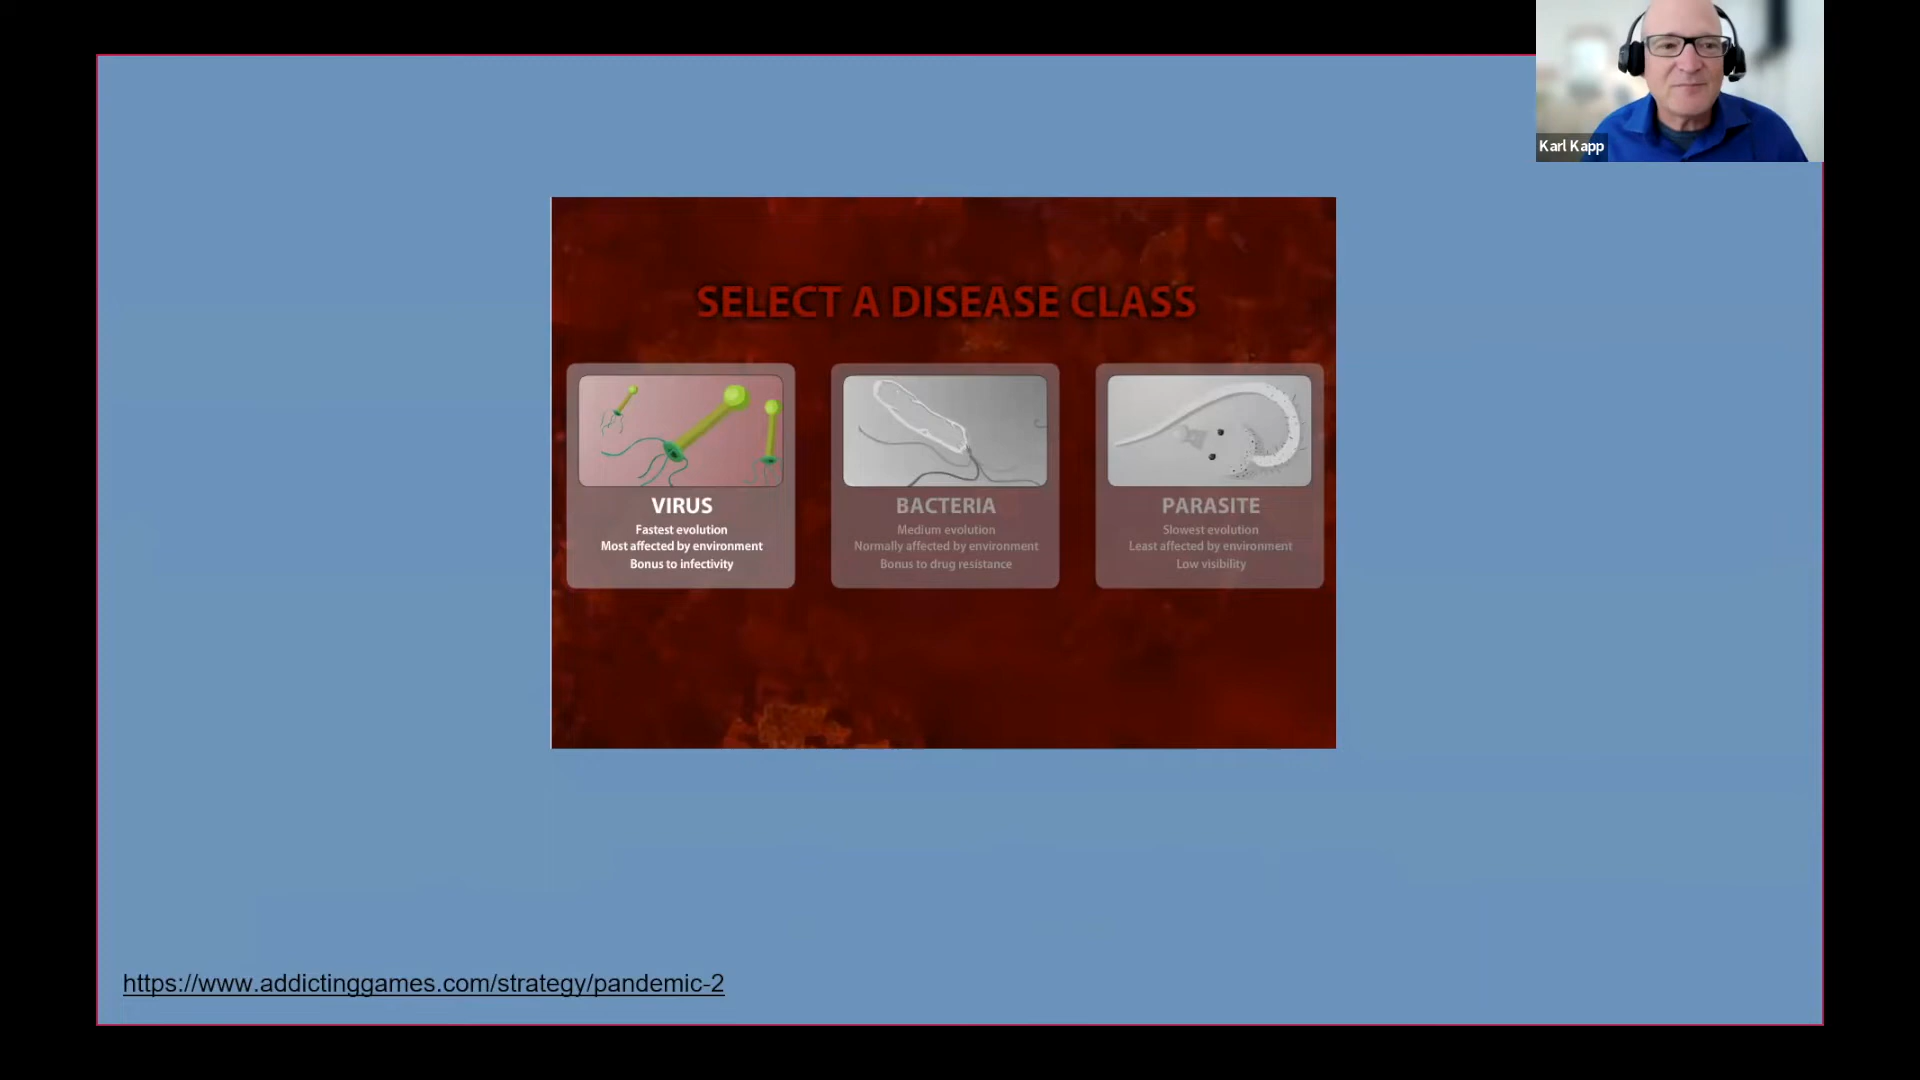 Karl Kapp
SELECT A DISEASE CLASS
VIRUS
Fastest evolution
Most affected by environment
Bonus to infectivity
BACTERIA
Medium evolution
Normally affected by environment
Bonus to drug resistance
PARASITE
Slowest evolution
Least affected by environment
Low visibility
https://www.addictinggames.com/strategy/pandemic-2